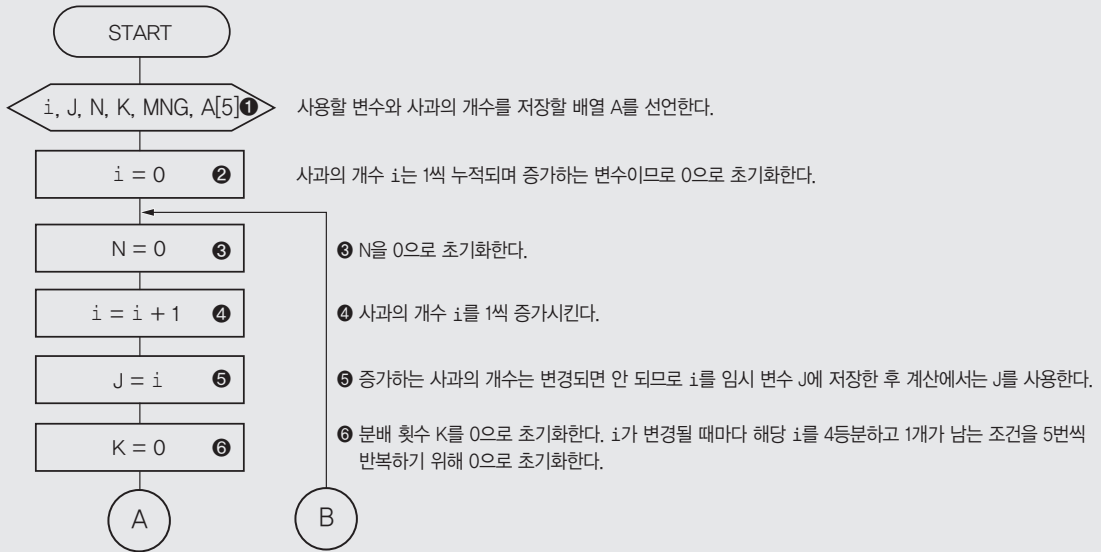 START
i, J, N, K, MNG, A[5]❶
사용할 변수와 사과의 개수를 저장할 배열 A를 선언한다.
i = 0 ❷
사과의 개수 i는 1씩 누적되며 증가하는 변수이므로 0으로 초기화한다.
N = 0 ❸
❸ N을 0으로 초기화한다.
i = i + 1 ❹
❹ 사과의 개수 i를 1씩 증가시킨다.
J = i ❺
❺ 증가하는 사과의 개수는 변경되면 안 되므로 i를 임시 변수 J에 저장한 후 계산에서는 J를 사용한다.
K = 0 ❻
❻ 분배 횟수 K를 0으로 초기화한다. i가 변경될 때마다 해당 i를 4등분하고 1개가 남는 조건을 5번씩
반복하기 위해 0으로 초기화한다.
A
B